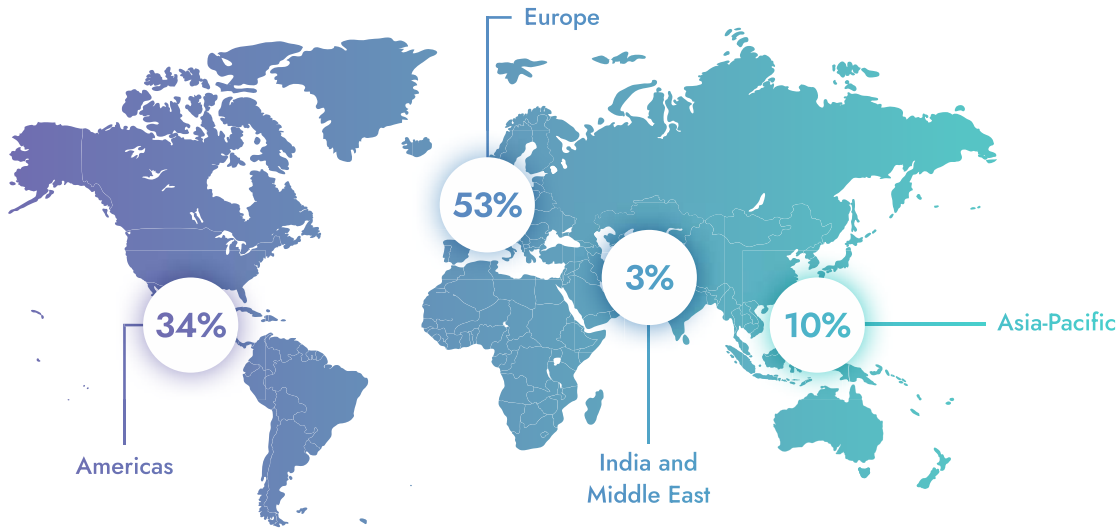 Europe
53%
3%
34%
10%
Asia-Pacific
Americas
India and
Middle East